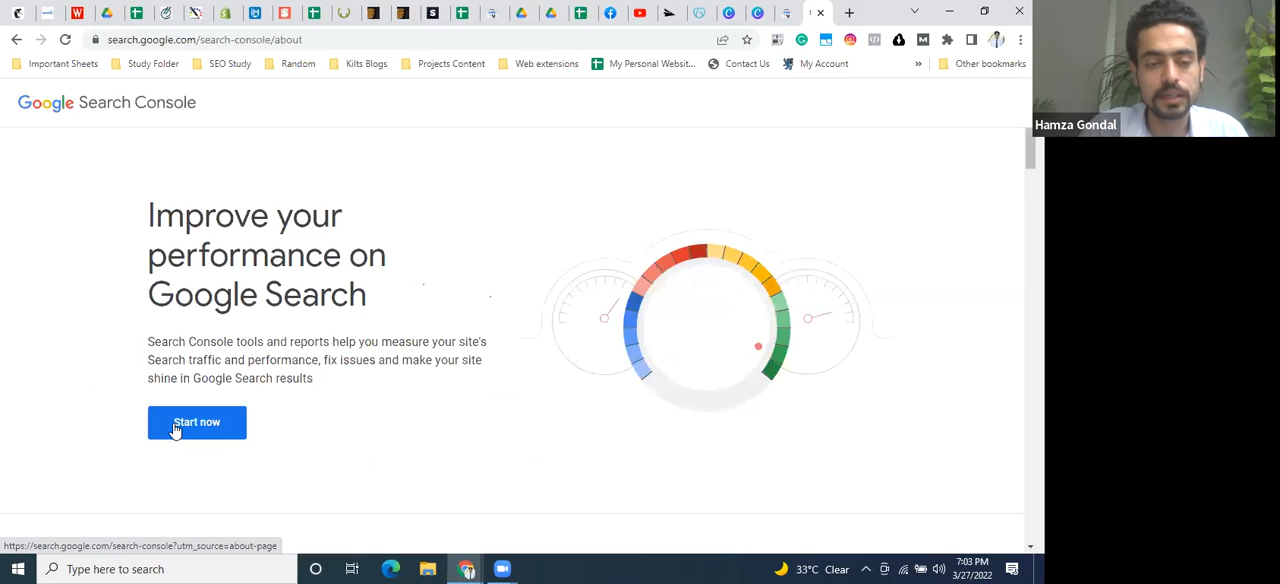 search.google.com/search-console/about
Important Sheets
Study Folder
SEO Study
Random
Kilts Blogs
Projects Content
Web extensions
My Personal Websit...
Contact Us
My Account
»
Other bookmarks
Google Search Console
Hamza Gondal
Improve your
performance on
Google Search
Search Console tools and reports help you measure your site's
Search traffic and performance, fix issues and make your site
shine in Google Search results
Start now
https://search.google.com/search-console?utm_source=about-page
Type here to search
33°C Clear
7:03 PM
3/27/2022